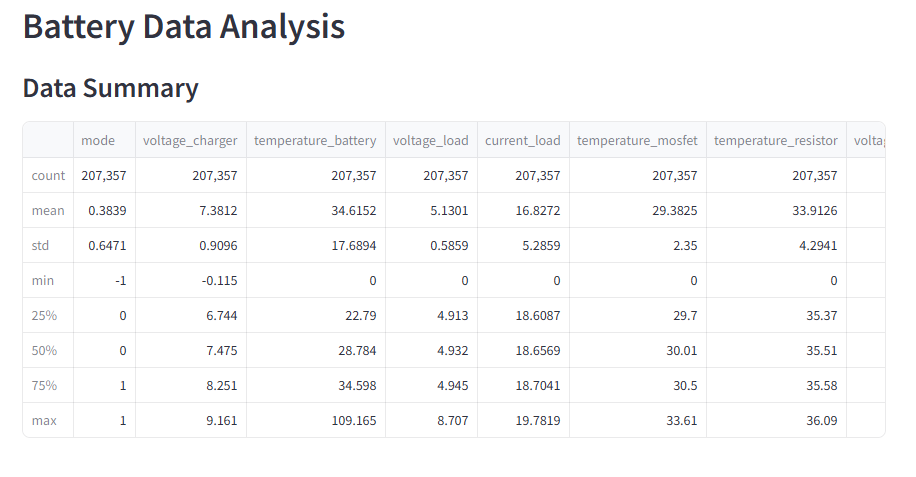 Battery Data Analysis
Data Summary
mode voltage_charger temperature_battery voltage_load current_load temperature_mosfet temperature_resistor
count 207,357 207,357 207,357 207,357 207,357 207,357 207,357
mean 0.3839 7.3812 34.6152 5.1301 16.8272 29.3825 33.9126
std 0.6471 0.9096 17.6894 0.5859 5.2859 2.35 4.2941
min -1 -0.115 0 0 0 0 0
25% 0 6.744 22.79 4.913 18.6087 29.7 35.37
50% 0 7.475 28.784 4.932 18.6569 30.01 35.51
75% 1 8.251 34.598 4.945 18.7041 30.5 35.58
max 1 9.161 109.165 8.707 19.7819 33.61 36.09